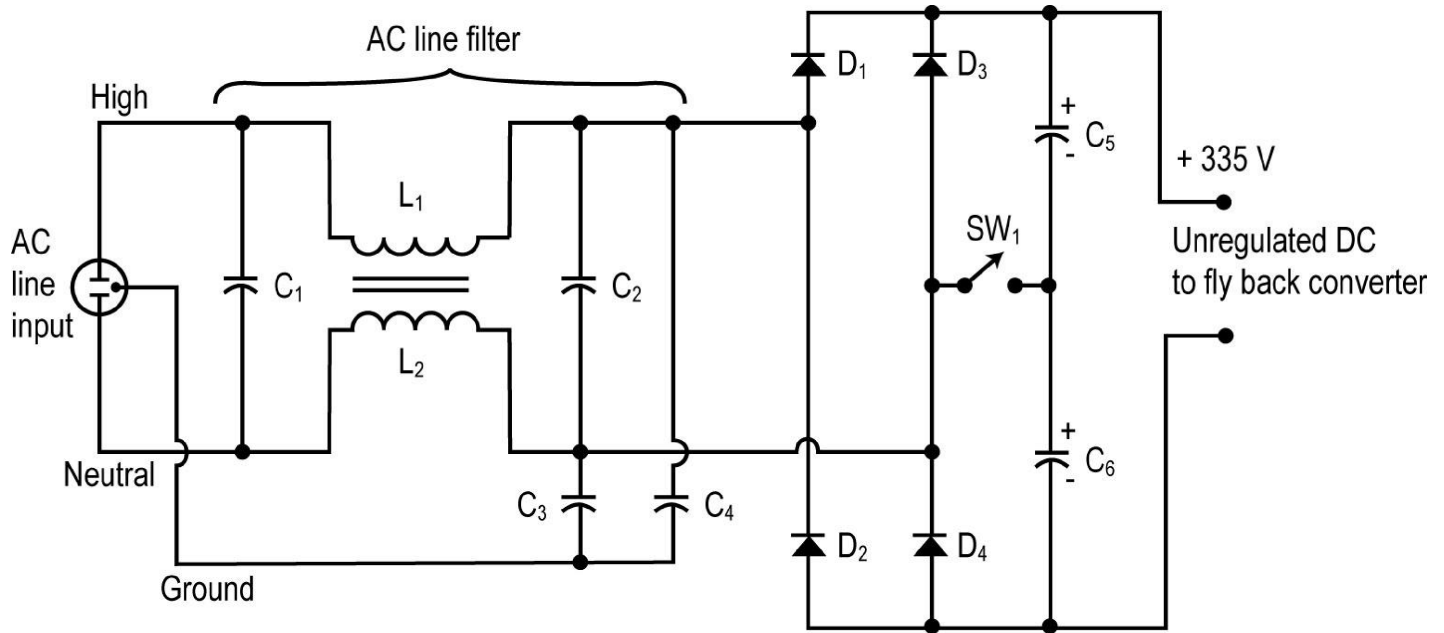 AC line filter
High
AC
line
input
Neutral
Ground
C₁
L₁
L₂
C₂
C₃
C₄
D₁
D₃
D₂
D₄
SW₁
+
C₅
-
+
C₆
-
+ 335 V
Unregulated DC
to fly back converter